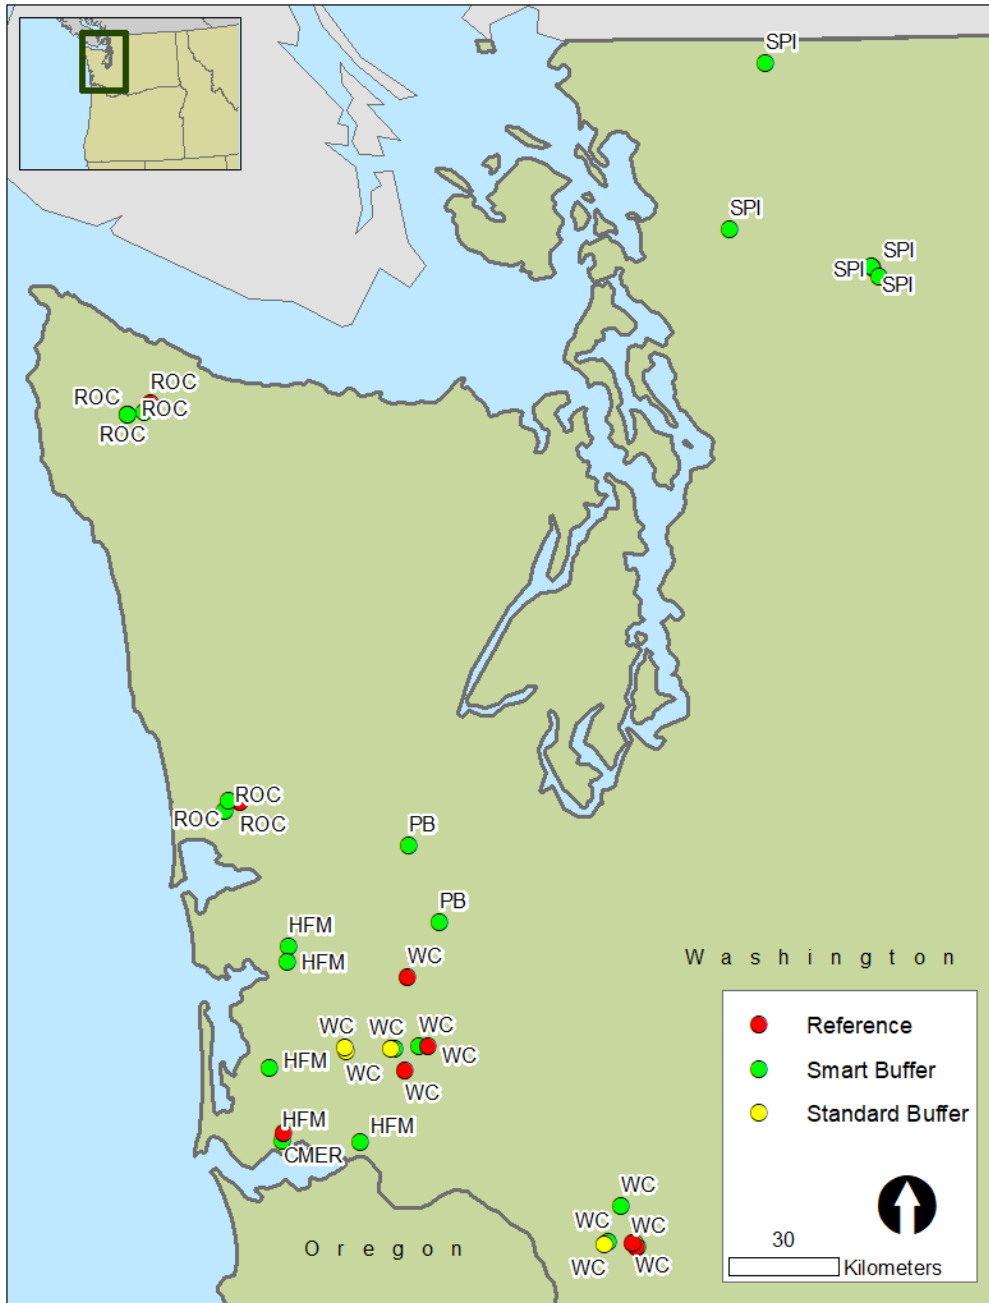 SPI
SPI
SPI
SPI
SPI
ROC
ROC
ROC
ROC
ROC
ROC
ROC
PB
PB
HFM
HFM
WC
Washington
WC
WC
WC
WC
WC
WC
HFM
HFM
HFM
CMER
WC
WC
WC
WC
WC
Oregon
Reference
Smart Buffer
Standard Buffer
30
Kilometers